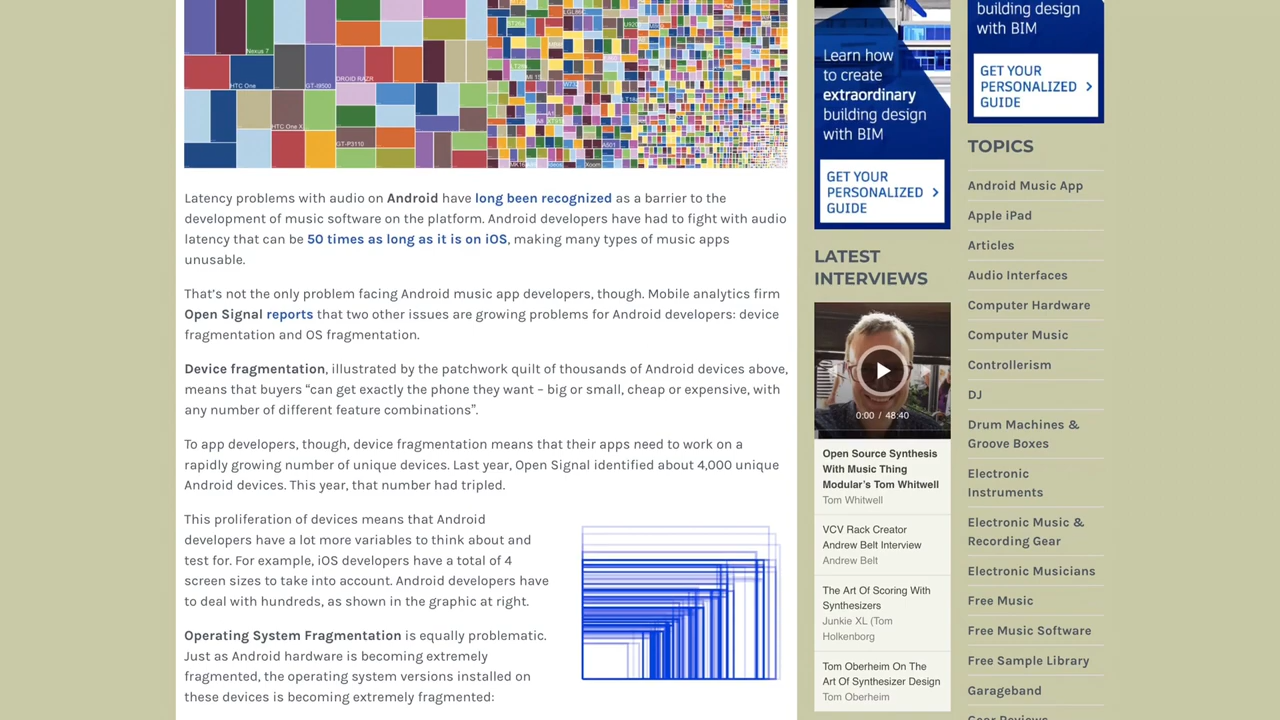 Nexus 7
HTC One
GT-I9500
DROID RAZR
HTC One X
GT-P3110
Xoom
Latency problems with audio on Android have long been recognized as a barrier to the
development of music software on the platform. Android developers have had to fight with audio
latency that can be 50 times as long as it is on iOS, making many types of music apps
unusable.
That’s not the only problem facing Android music app developers, though. Mobile analytics firm
Open Signal reports that two other issues are growing problems for Android developers: device
fragmentation and OS fragmentation.
Device fragmentation, illustrated by the patchwork quilt of thousands of Android devices above,
means that buyers “can get exactly the phone they want – big or small, cheap or expensive, with
any number of different feature combinations”.
To app developers, though, device fragmentation means that their apps need to work on a
rapidly growing number of unique devices. Last year, Open Signal identified about 4,000 unique
Android devices. This year, that number had tripled.
This proliferation of devices means that Android
developers have a lot more variables to think about and
test for. For example, iOS developers have a total of 4
screen sizes to take into account. Android developers have
to deal with hundreds, as shown in the graphic at right.
Operating System Fragmentation is equally problematic.
Just as Android hardware is becoming extremely
fragmented, the operating system versions installed on
these devices is becoming extremely fragmented:
Learn how
to create
extraordinary
building design
with BIM
GET YOUR
PERSONALIZED
GUIDE
LATEST
INTERVIEWS
0:00 / 48:40
Open Source Synthesis
With Music Thing
Modular’s Tom Whitwell
Tom Whitwell
VCV Rack Creator
Andrew Belt Interview
Andrew Belt
The Art Of Scoring With
Synthesizers
Junkie XL (Tom
Holkenborg
Tom Oberheim On The
Art Of Synthesizer Design
Tom Oberheim
building design
with BIM
GET YOUR
PERSONALIZED
GUIDE
TOPICS
Android Music App
Apple iPad
Articles
Audio Interfaces
Computer Hardware
Computer Music
Controllerism
DJ
Drum Machines &
Groove Boxes
Electronic
Instruments
Electronic Music &
Recording Gear
Electronic Musicians
Free Music
Free Music Software
Free Sample Library
Garageband
Gear Reviews